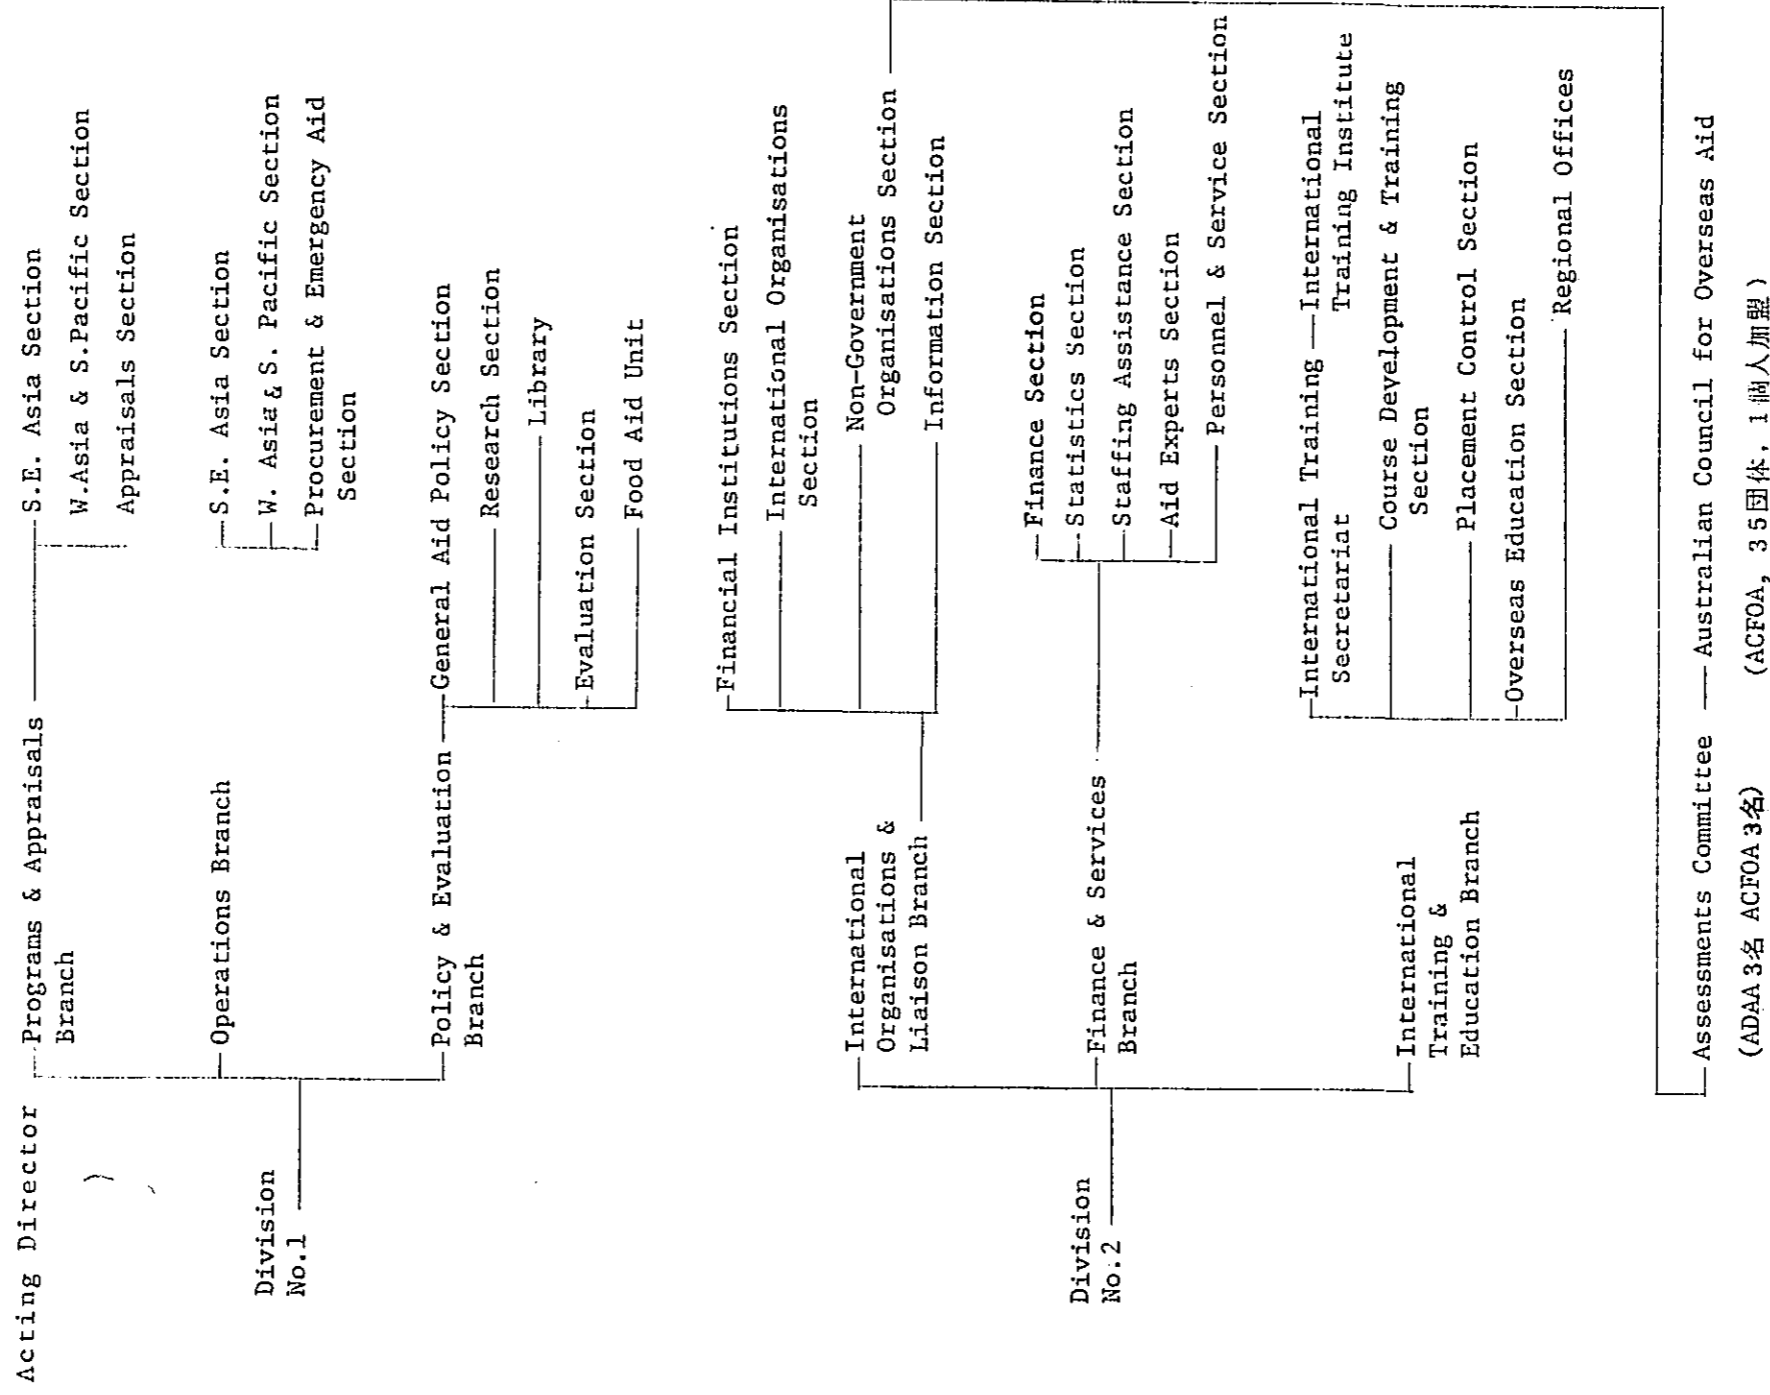 Acting Director
Programs & Appraisals
Branch
S.E. Asia Section
W.Asia & S.Pacific Section
Appraisals Section
Division
No.1
Operations Branch
S.E. Asia Section
W. Asia & S. Pacific Section
Procurement & Emergency Aid
Section
Policy & Evaluation
Branch
General Aid Policy Section
Research Section
Library
Evaluation Section
Food Aid Unit
Division
No.2
International
Organisations &
Liaison Branch
Financial Institutions Section
International Organisations
Section
Non-Government
Organisations Section
Information Section
Finance & Services
Branch
Finance Section
Statistics Section
Staffing Assistance Section
Aid Experts Section
Personnel & Service Section
International
Training &
Education Branch
International Training
Secretariat
International
Training Institute
Course Development & Training
Section
Placement Control Section
Overseas Education Section
Regional Offices
Assessments Committee
Australian Council for Overseas Aid
(ADAA 3名 ACFOA 3名)
(ACFOA, 35団体, 1個人加盟)